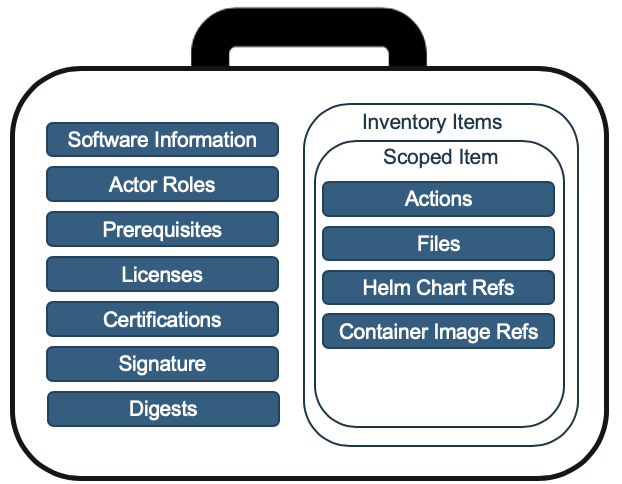 Software Information
Actor Roles
Prerequisites
Licenses
Certifications
Signature
Digests
Inventory Items
Scoped Item
Actions
Files
Helm Chart Refs
Container Image Refs